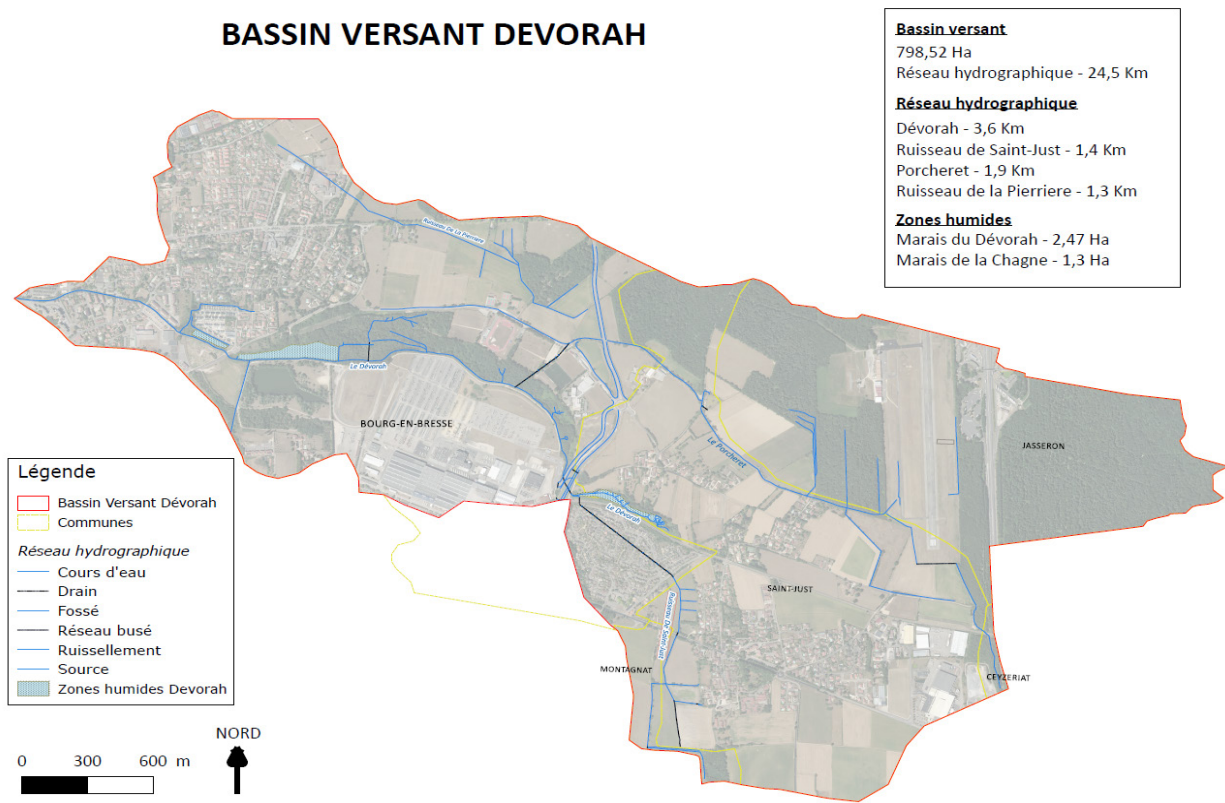 BASSIN VERSANT DEVORAH
Bassin versant
798,52 Ha
Réseau hydrographique - 24,5 Km
Réseau hydrographique
Dévorah - 3,6 Km
Ruisseau de Saint-Just - 1,4 Km
Porcheret - 1,9 Km
Ruisseau de la Pierriere - 1,3 Km
Zones humides
Marais du Dévorah - 2,47 Ha
Marais de la Chagne - 1,3 Ha
Ruisseau De La Pierriere
Le Dévorah
BOURG-EN-BRESSE
Le Porcheret
JASSERON
Le Dévorah
SAINT-JUST
Ruisseau De Saint-Just
MONTAGNAT
CEYZERIAT
Légende
Bassin Versant Dévorah
Communes
Réseau hydrographique
Cours d'eau
Drain
Fossé
Réseau busé
Ruissellement
Source
Zones humides Devorah
NORD
0 300 600 m